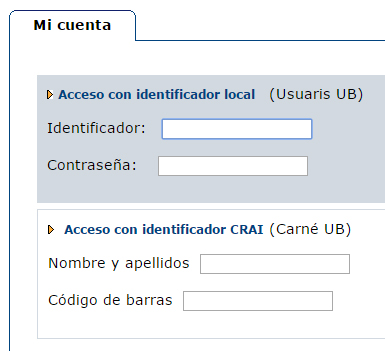 Mi cuenta
Acceso con identificador local (Usuaris UB)
Identificador:
Contraseña:
Acceso con identificador CRAI (Carné UB)
Nombre y apellidos
Código de barras